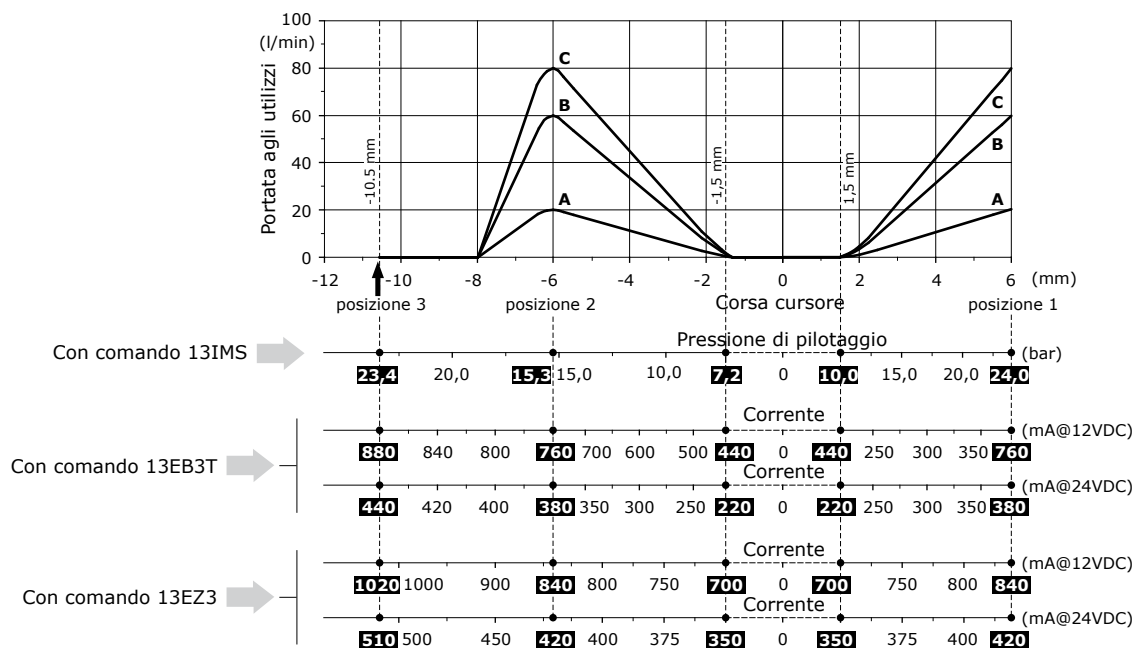 100
(l/min)
80
60
40
20
0
Portata agli utilizzi
C
B
A
-10.5 mm
-1,5 mm
1,5 mm
C
B
A
-12 -10 -8 -6 -4 -2 0 2 4 6 (mm)
posizione 3 posizione 2 Corsa cursore posizione 1
Pressione di pilotaggio
Con comando 13IMS
(bar)
23,4 20,0 15,3 15,0 10,0 7,2 0 10,0 15,0 20,0 24,0
Corrente
(mA@12VDC)
880 840 800 760 700 600 500 440 0 440 250 300 350 760
Con comando 13EB3T
Corrente
(mA@24VDC)
440 420 400 380 350 300 250 220 0 220 250 300 350 380
Corrente
(mA@12VDC)
1020 1000 900 840 800 750 700 0 700 750 800 840
Con comando 13EZ3
Corrente
(mA@24VDC)
510 500 450 420 400 375 350 0 350 375 400 420